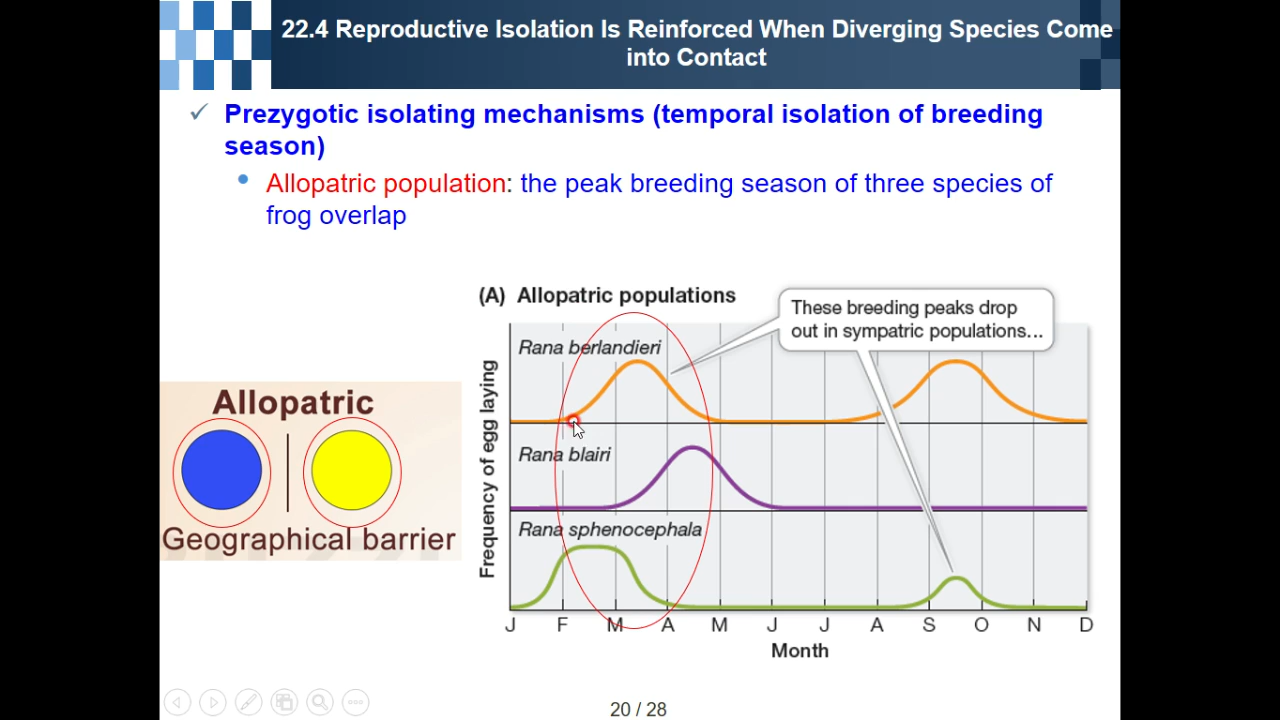 22.4 Reproductive Isolation Is Reinforced When Diverging Species Come
into Contact
Prezygotic isolating mechanisms (temporal isolation of breeding
season)
Allopatric population: the peak breeding season of three species of
frog overlap
(A) Allopatric populations
These breeding peaks drop
out in sympatric populations...
Rana berlandieri
Rana blairi
Rana sphenocephala
Frequency of egg laying
J F M A M J J A S O N D
Month
Allopatric
Geographical barrier
20 / 28